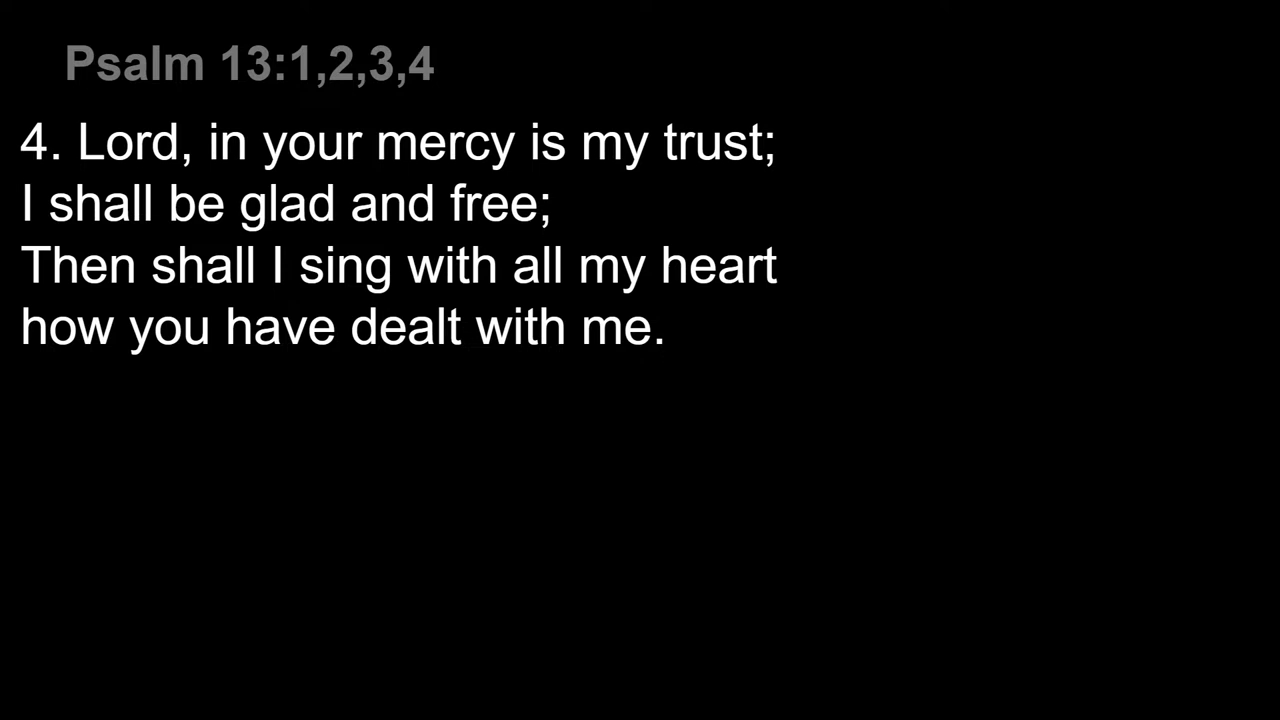 Psalm 13:1,2,3,4
4. Lord, in your mercy is my trust;
I shall be glad and free;
Then shall I sing with all my heart
how you have dealt with me.